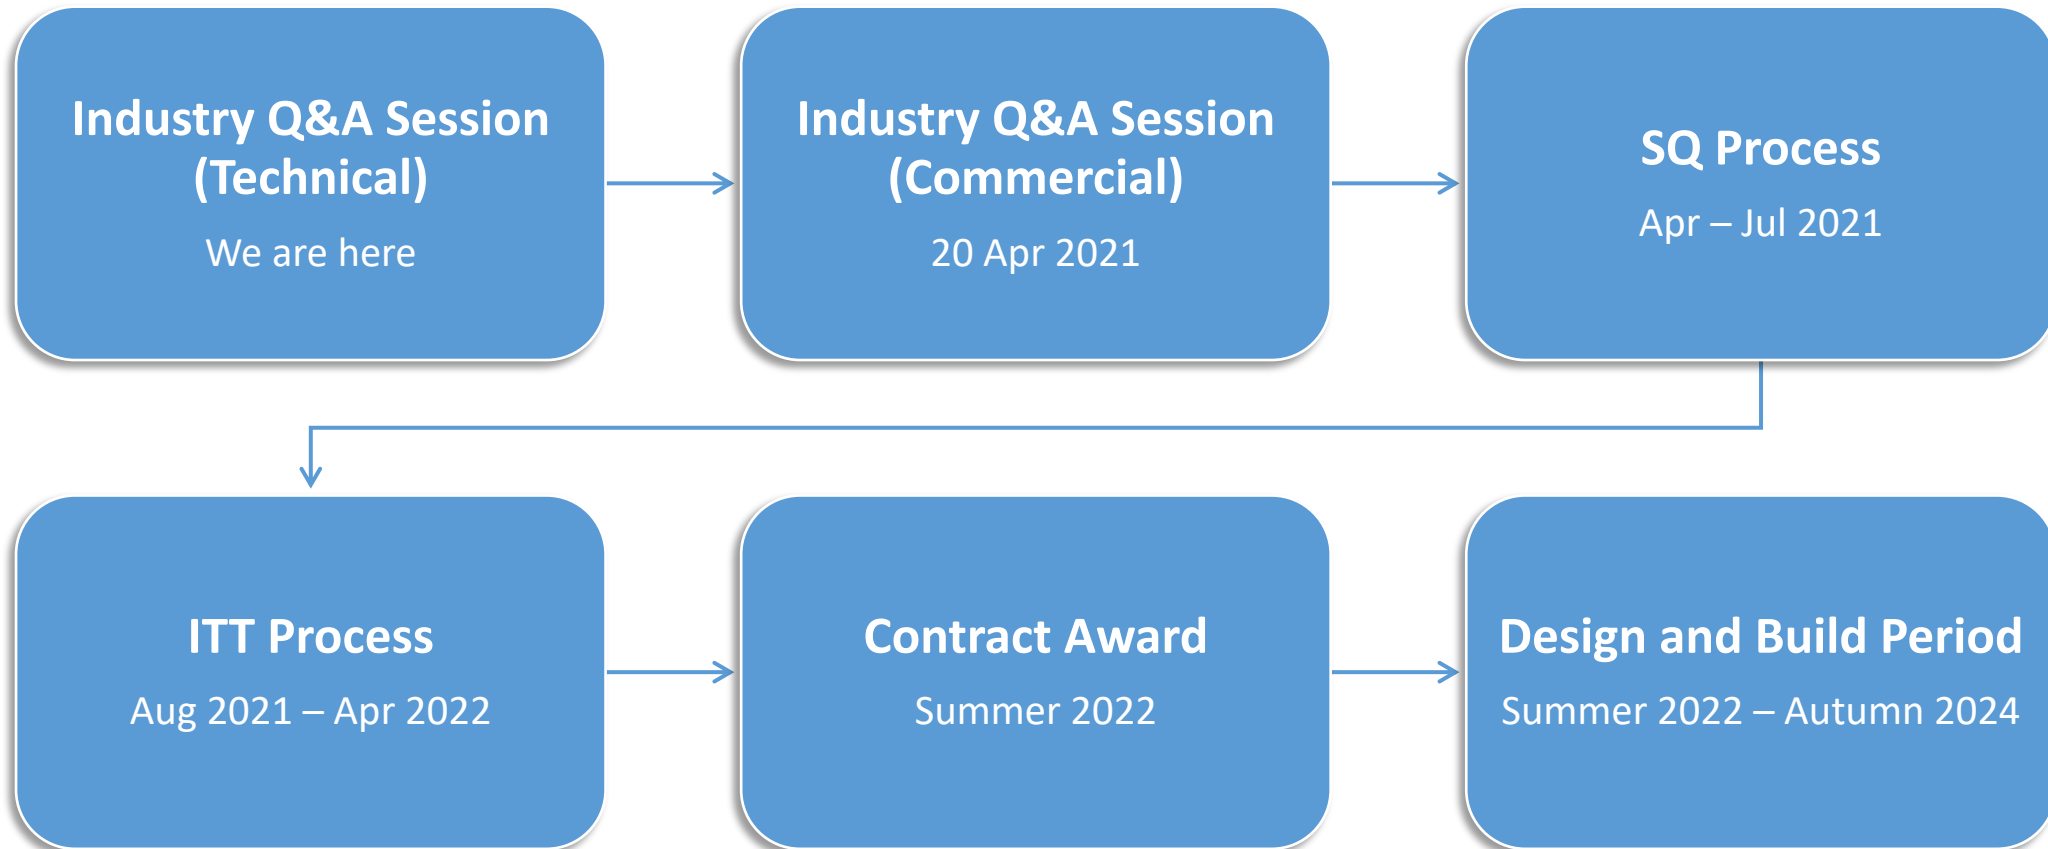 Industry Q&A Session
(Technical)
We are here
Industry Q&A Session
(Commercial)
20 Apr 2021
SQ Process
Apr – Jul 2021
ITT Process
Aug 2021 – Apr 2022
Contract Award
Summer 2022
Design and Build Period
Summer 2022 – Autumn 2024